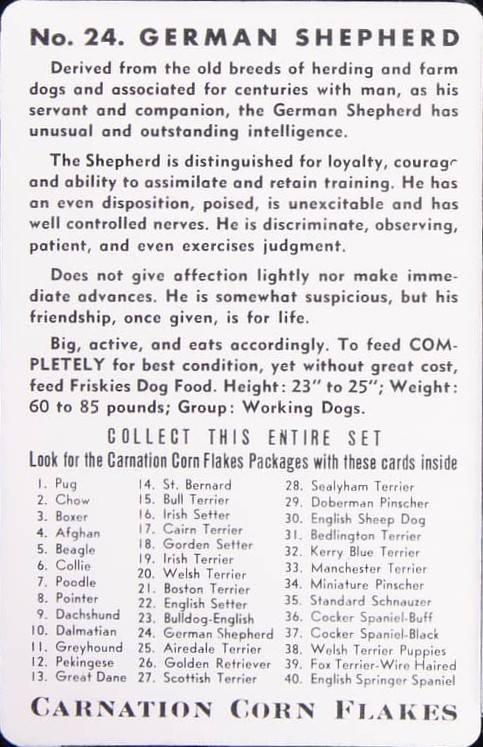 No. 24. GERMAN SHEPHERD
Derived from the old breeds of herding and farm
dogs and associated for centuries with man, as his
servant and companion, the German Shepherd has
unusual and outstanding intelligence.
The Shepherd is distinguished for loyalty, courage
and ability to assimilate and retain training. He has
an even disposition, poised, is unexcitable and has
well controlled nerves. He is discriminate, observing,
patient, and even exercises judgment.
Does not give affection lightly nor make imme-
diate advances. He is somewhat suspicious, but his
friendship, once given, is for life.
Big, active, and eats accordingly. To feed COM-
PLETELY for best condition, yet without great cost,
feed Friskies Dog Food. Height: 23" to 25"; Weight:
60 to 85 pounds; Group: Working Dogs.
COLLECT THIS ENTIRE SET
Look for the Carnation Corn Flakes Packages with these cards inside
1. Pug
2. Chow
3. Boxer
4. Afghan
5. Beagle
6. Collie
7. Poodle
8. Pointer
9. Dachshund
10. Dalmatian
11. Greyhound
12. Pekingese
13. Great Dane
14. St. Bernard
15. Bull Terrier
16. Irish Setter
17. Cairn Terrier
18. Gorden Setter
19. Irish Terrier
20. Welsh Terrier
21. Boston Terrier
22. English Setter
23. Bulldog-English
24. German Shepherd
25. Airedale Terrier
26. Golden Retriever
27. Scottish Terrier
28. Sealyham Terrier
29. Doberman Pinscher
30. English Sheep Dog
31. Bedlington Terrier
32. Kerry Blue Terrier
33. Manchester Terrier
34. Miniature Pinscher
35. Standard Schnauzer
36. Cocker Spaniel-Buff
37. Cocker Spaniel-Black
38. Welsh Terrier Puppies
39. Fox Terrier-Wire Haired
40. English Springer Spaniel
CARNATION CORN FLAKES